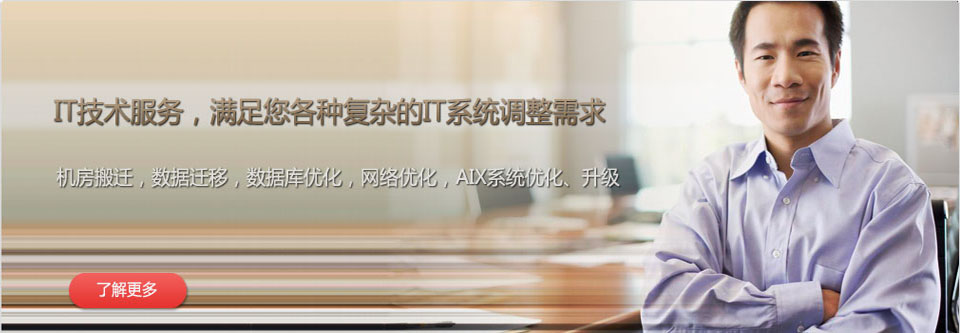 IT技术服务，满足您各种复杂的IT系统调整需求
机房搬迁，数据迁移，数据库优化，网络优化，AIX系统优化、升级
了解更多